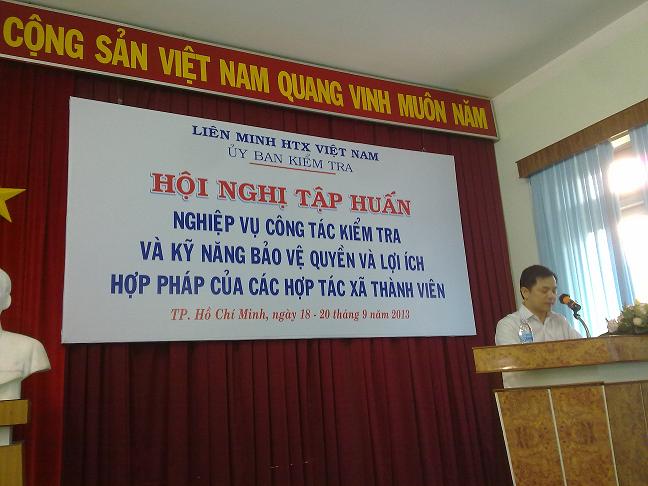 CỘNG SẢN VIỆT NAM QUANG VINH MUÔN NĂM
LIÊN MINH HTX VIỆT NAM
ỦY BAN KIỂM TRA
HỘI NGHỊ TẬP HUẤN
NGHIỆP VỤ CÔNG TÁC KIỂM TRA
VÀ KỸ NĂNG BẢO VỆ QUYỀN VÀ LỢI ÍCH
HỢP PHÁP CỦA CÁC HỢP TÁC XÃ THÀNH VIÊN
TP. Hồ Chí Minh, ngày 18 - 20 tháng 9 năm 2013